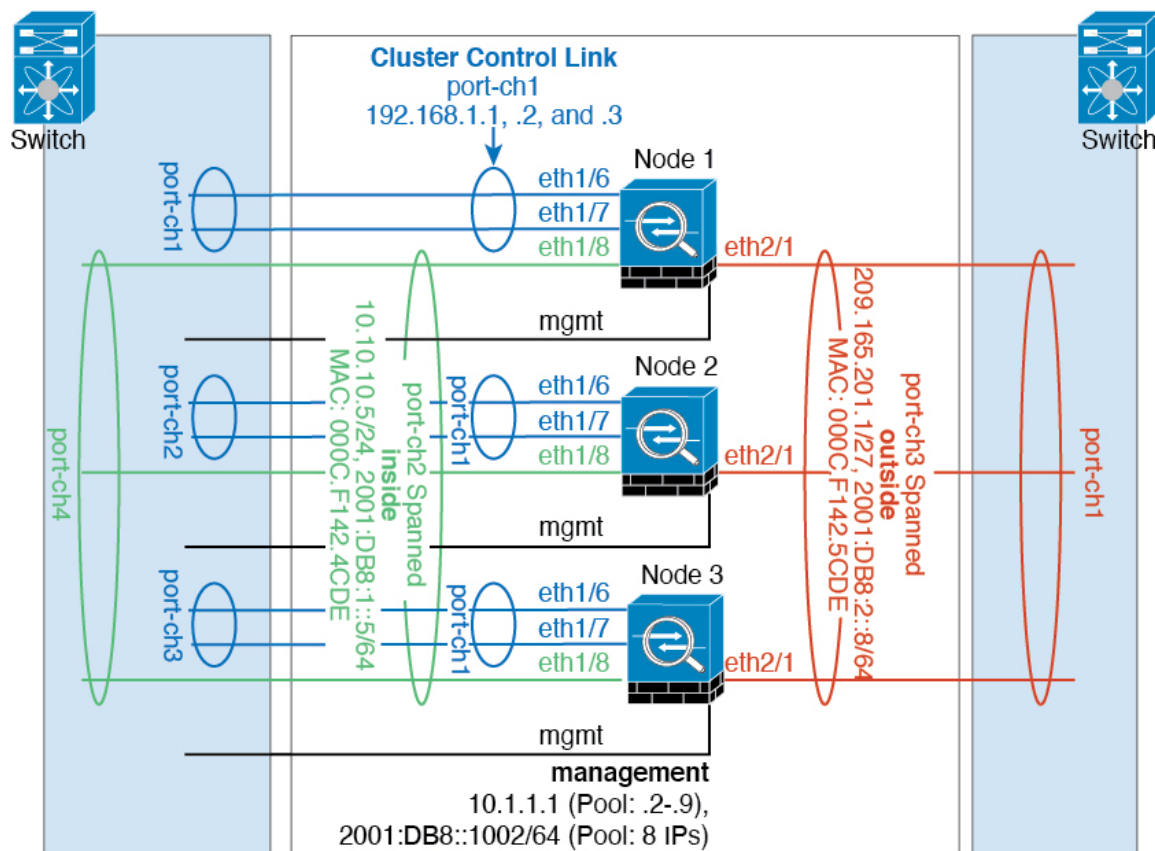 Switch
Switch
Cluster Control Link
port-ch1
192.168.1.1, .2, and .3
Node 1
port-ch1
eth1/6
eth1/7
eth1/8
eth2/1
mgmt
Node 2
port-ch2
port-ch1
eth1/6
eth1/7
eth1/8
eth2/1
mgmt
Node 3
port-ch3
port-ch1
eth1/6
eth1/7
eth1/8
eth2/1
mgmt
port-ch4
port-ch2 Spanned
inside
10.10.10.5/24, 2001:DB8:1::5/64
MAC: 000C.F142.4CDE
port-ch3 Spanned
outside
209.165.201.1/27, 2001:DB8:2::8/64
MAC: 000C.F142.5CDE
port-ch1
management
10.1.1.1 (Pool: .2-.9),
2001:DB8::1002/64 (Pool: 8 IPs)